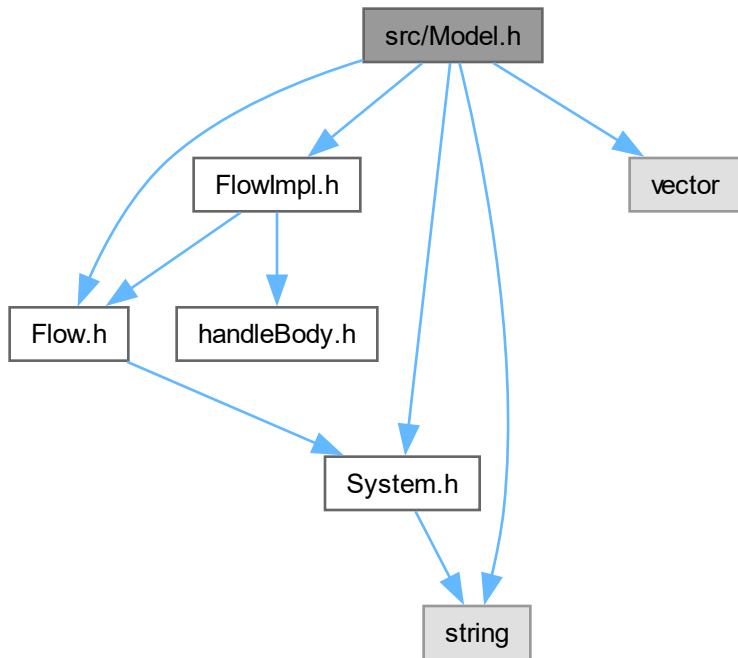 src/Model.h
FlowImpl.h
vector
Flow.h
handleBody.h
System.h
string